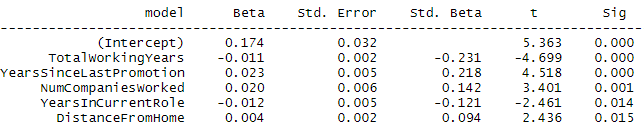 model Beta Std. Error Std. Beta t Sig
(Intercept) 0.174 0.032 5.363 0.000
TotalWorkingYears -0.011 0.002 -0.231 -4.699 0.000
YearsSinceLastPromotion 0.023 0.005 0.218 4.518 0.000
NumCompaniesWorked 0.020 0.006 0.142 3.401 0.001
YearsInCurrentRole -0.012 0.005 -0.121 -2.461 0.014
DistanceFromHome 0.004 0.002 0.094 2.436 0.015